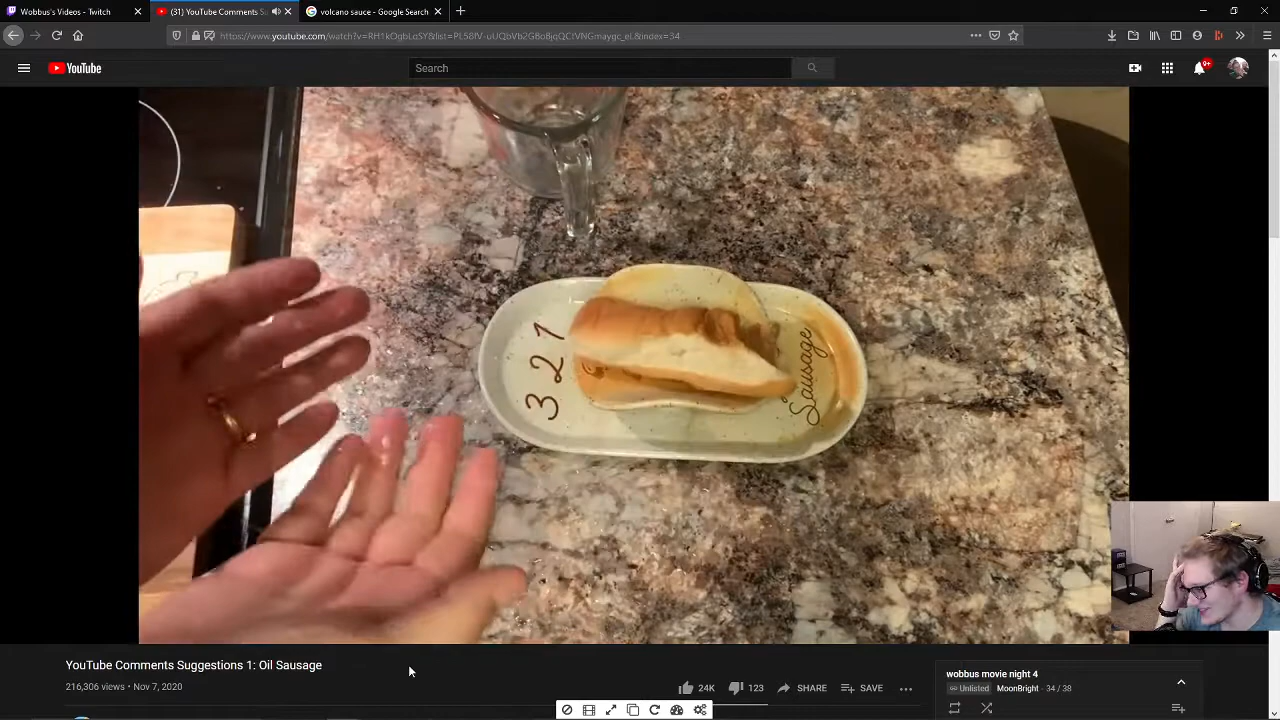 Wobbus's Videos - Twitch
(31) YouTube Comments S
volcano sauce - Google Search
YouTube
Search
9+
1
2
3
Sausage
YouTube Comments Suggestions 1: Oil Sausage
216,306 views • Nov 7, 2020
24K
123
SHARE
SAVE
wobbus movie night 4
Unlisted
MoonBright · 34 / 38